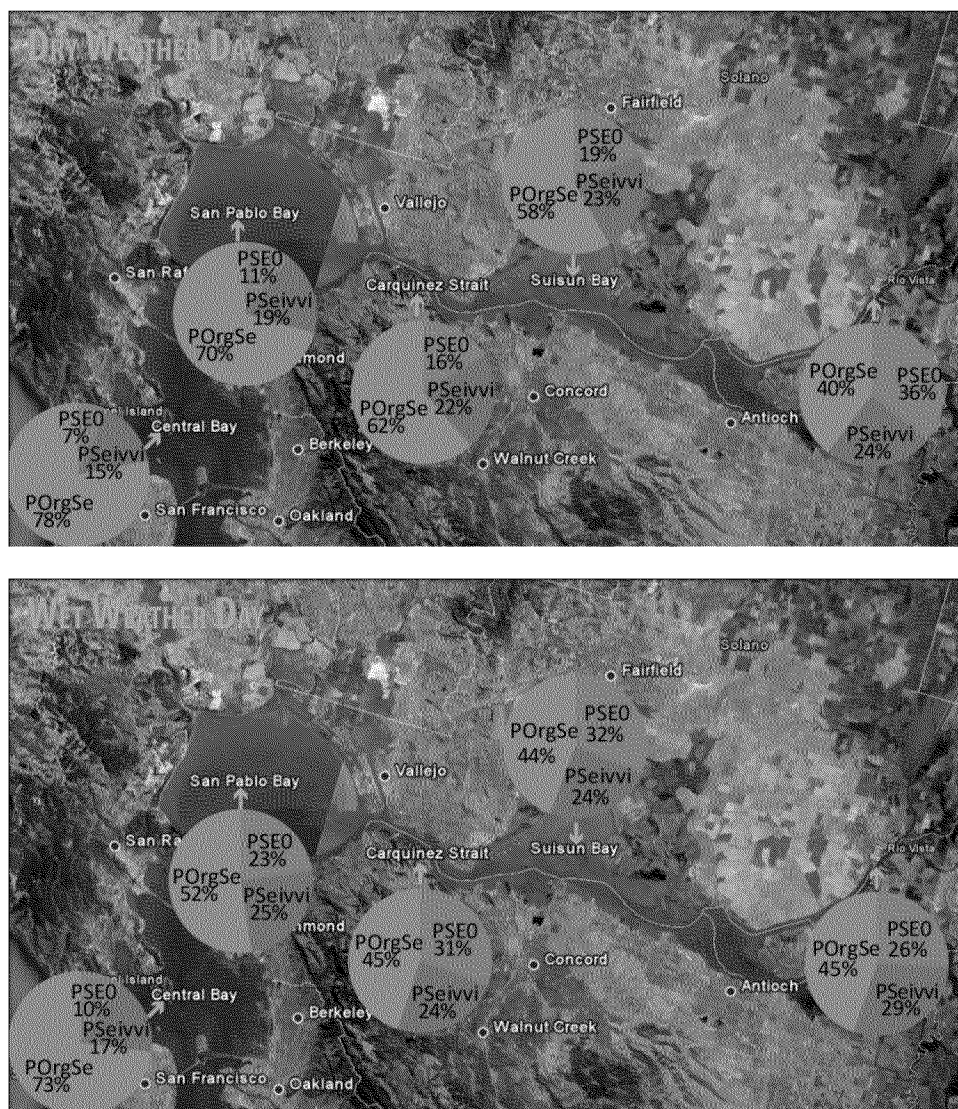 DRY WEATHER DAY
Solano
Fairfield
PSE0
19%
PSeivvi
23%
POrgSe
58%
Vallejo
San Pablo Bay
San Raf
PSE0
11%
PSeivvi
19%
POrgSe
70%
Carquinez Strait
Suisun Bay
Rio Vista
mond
PSE0
16%
PSeivvi
22%
POrgSe
62%
Concord
POrgSe
40%
PSE0
36%
PSeivvi
24%
Antioch
el Island
Central Bay
PSE0
7%
PSeivvi
15%
POrgSe
78%
Berkeley
Walnut Creek
San Francisco
Oakland
WET WEATHER DAY
Solano
Fairfield
POrgSe
44%
PSE0
32%
PSeivvi
24%
Vallejo
San Pablo Bay
San Ra
PSE0
23%
POrgSe
52%
PSeivvi
25%
Carquinez Strait
Suisun Bay
Rio Vista
mond
POrgSe
45%
PSE0
31%
PSeivvi
24%
Concord
POrgSe
45%
PSE0
26%
PSeivvi
29%
Antioch
el Island
Central Bay
PSE0
10%
PSeivvi
17%
POrgSe
73%
Berkeley
Walnut Creek
San Francisco
Oakland